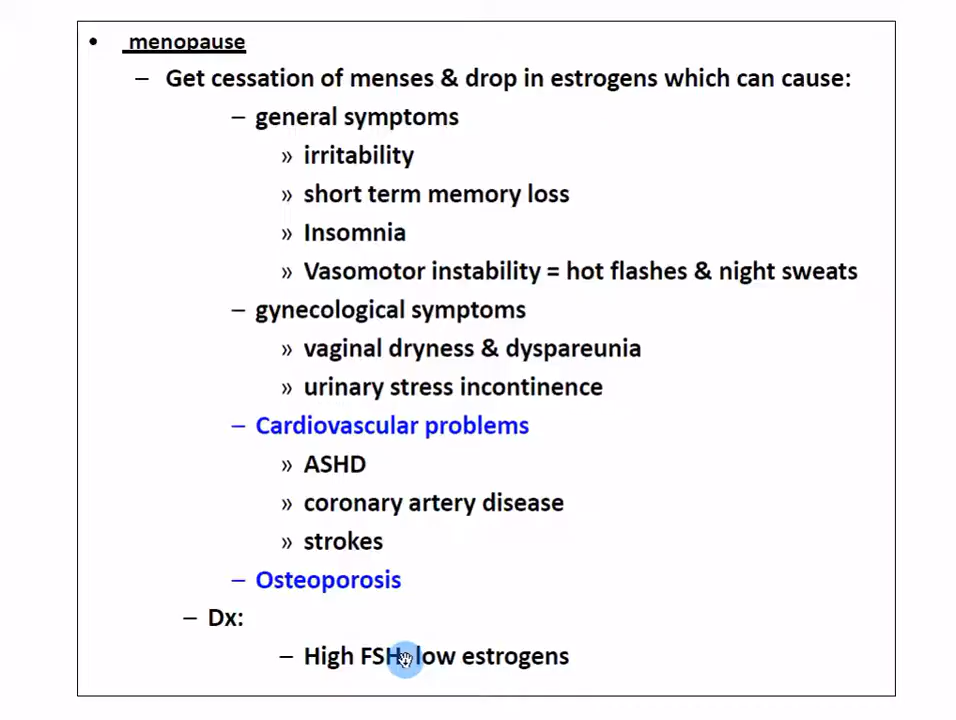 • menopause
– Get cessation of menses & drop in estrogens which can cause:
– general symptoms
» irritability
» short term memory loss
» Insomnia
» Vasomotor instability = hot flashes & night sweats
– gynecological symptoms
» vaginal dryness & dyspareunia
» urinary stress incontinence
– Cardiovascular problems
» ASHD
» coronary artery disease
» strokes
– Osteoporosis
– Dx:
– High FSH, low estrogens